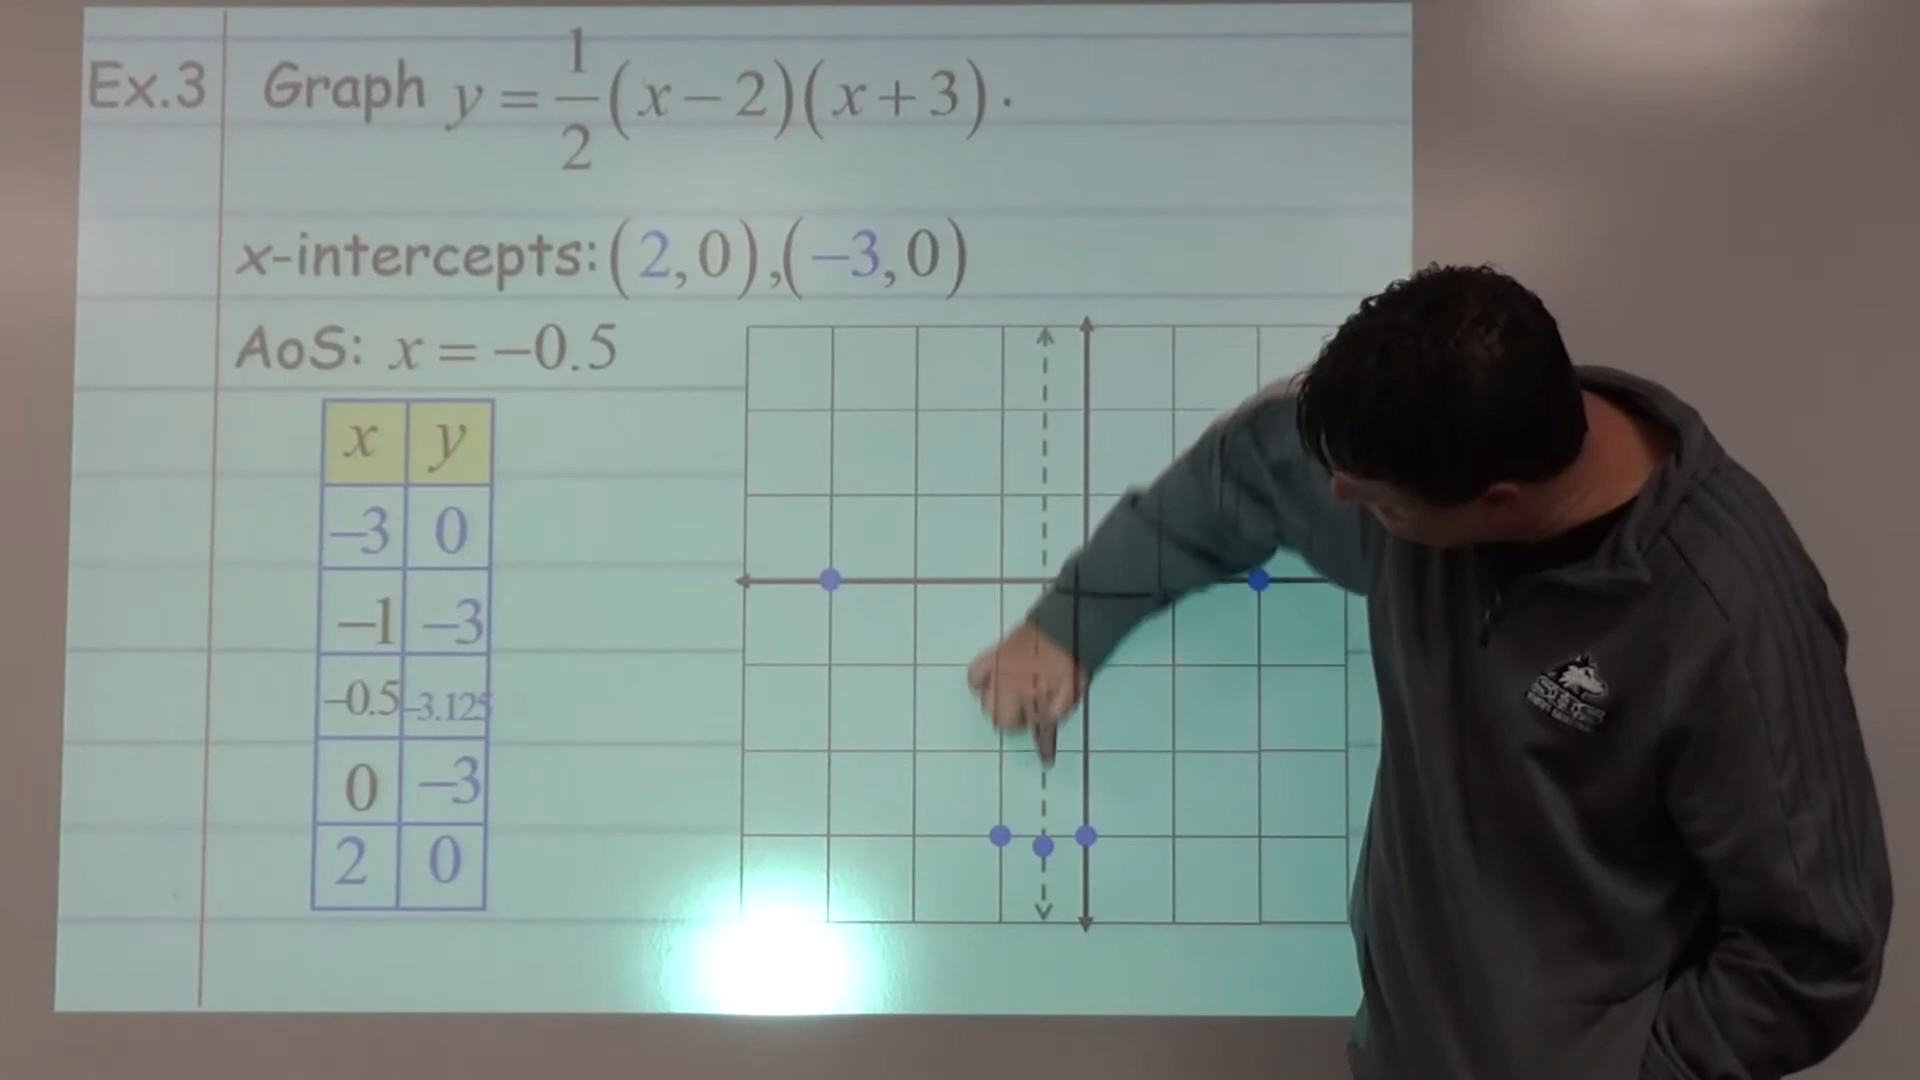 Ex.3 Graph y = 1/2 (x − 2)(x + 3).
x-intercepts: (2,0),(−3,0)
AoS: x = −0.5
x y
−3 0
−1 −3
−0.5 −3.125
0 −3
2 0